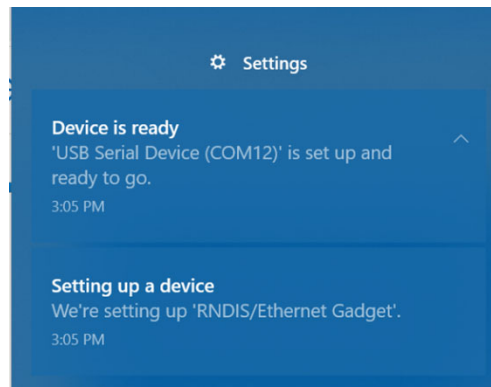 Settings
Device is ready
'USB Serial Device (COM12)' is set up and
ready to go.
3:05 PM
Setting up a device
We're setting up 'RNDIS/Ethernet Gadget'.
3:05 PM